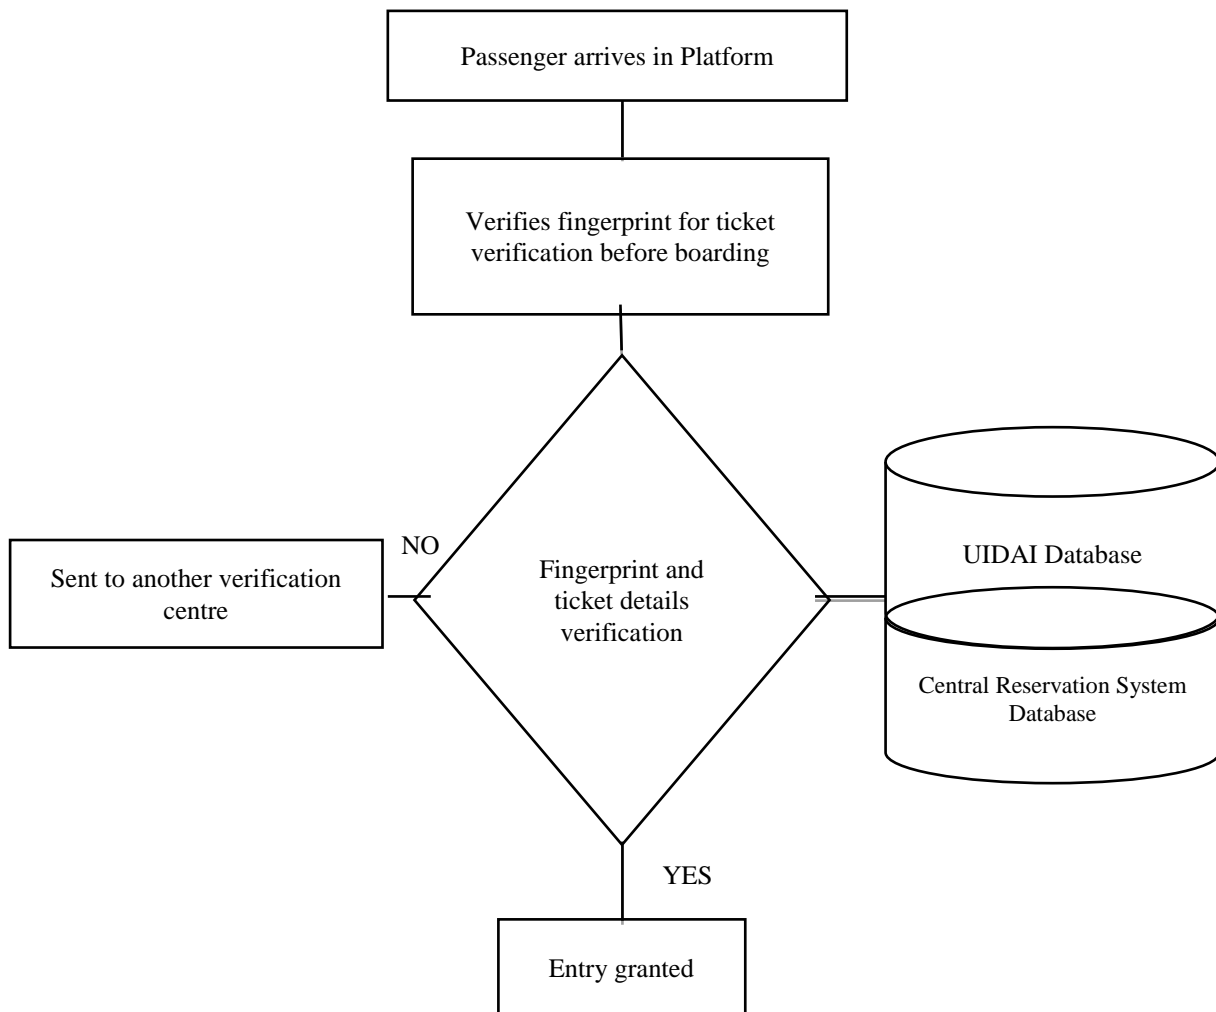 Passenger arrives in Platform
Verifies fingerprint for ticket
verification before boarding
NO
Sent to another verification
centre
Fingerprint and
ticket details
verification
UIDAI Database
Central Reservation System
Database
YES
Entry granted